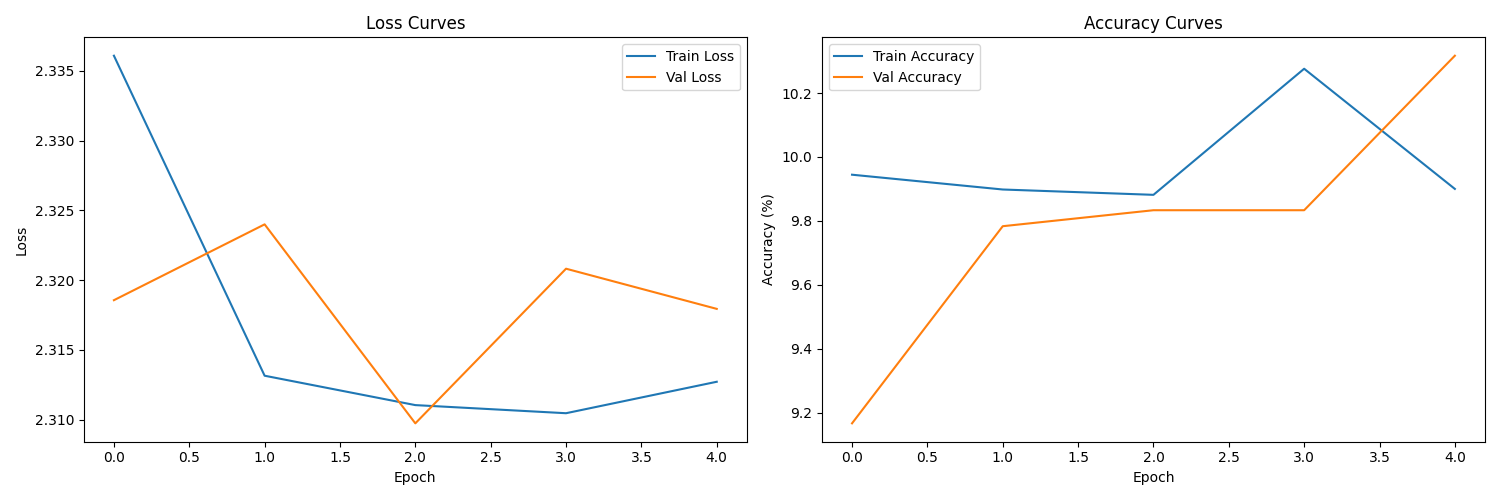 Loss Curves
Train Loss
Val Loss
2.335
2.330
2.325
2.320
2.315
2.310
Loss
0.0 0.5 1.0 1.5 2.0 2.5 3.0 3.5 4.0
Epoch
Accuracy Curves
Train Accuracy
Val Accuracy
10.2
10.0
9.8
9.6
9.4
9.2
Accuracy (%)
0.0 0.5 1.0 1.5 2.0 2.5 3.0 3.5 4.0
Epoch